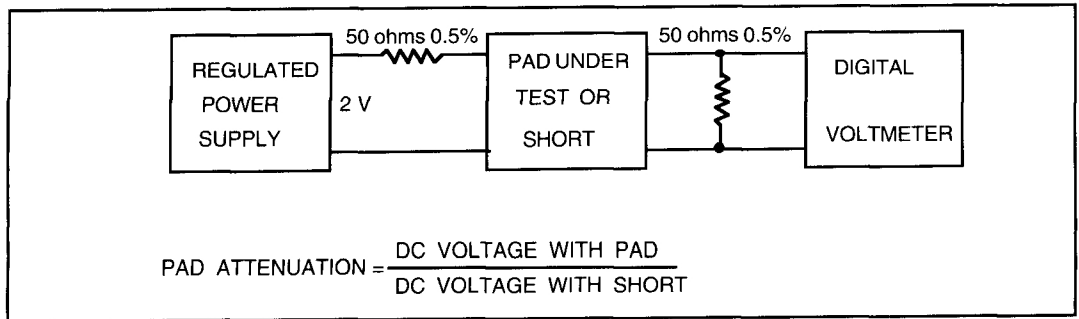 50 ohms 0.5%
50 ohms 0.5%
REGULATED
POWER
SUPPLY
2 V
PAD UNDER
TEST OR
SHORT
DIGITAL
VOLTMETER
PAD ATTENUATION = DC VOLTAGE WITH PAD
DC VOLTAGE WITH SHORT